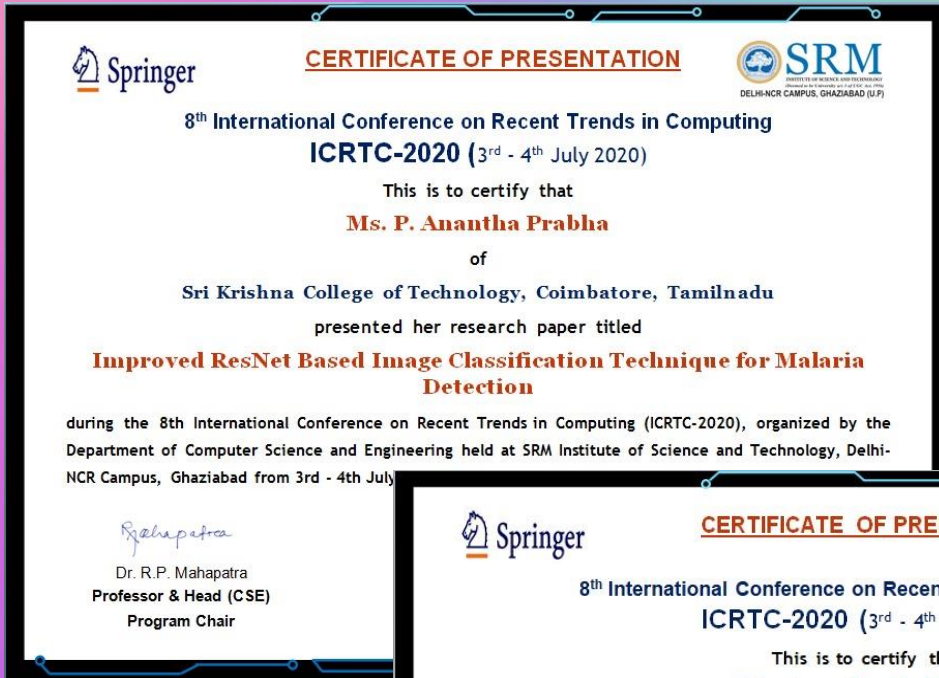 Springer
CERTIFICATE OF PRESENTATION
SRM
INSTITUTE OF SCIENCE AND TECHNOLOGY
DELHI-NCR CAMPUS, GHAZIABAD (U.P)
8th International Conference on Recent Trends in Computing
ICRTC-2020 (3rd - 4th July 2020)
This is to certify that
Ms. P. Anantha Prabha
of
Sri Krishna College of Technology, Coimbatore, Tamilnadu
presented her research paper titled
Improved ResNet Based Image Classification Technique for Malaria
Detection
during the 8th International Conference on Recent Trends in Computing (ICRTC-2020), organized by the
Department of Computer Science and Engineering held at SRM Institute of Science and Technology, Delhi-
NCR Campus, Ghaziabad from 3rd - 4th July
Dr. R.P. Mahapatra
Professor & Head (CSE)
Program Chair
Springer
CERTIFICATE OF PRE
8th International Conference on Recen
ICRTC-2020 (3rd - 4th
This is to certify th